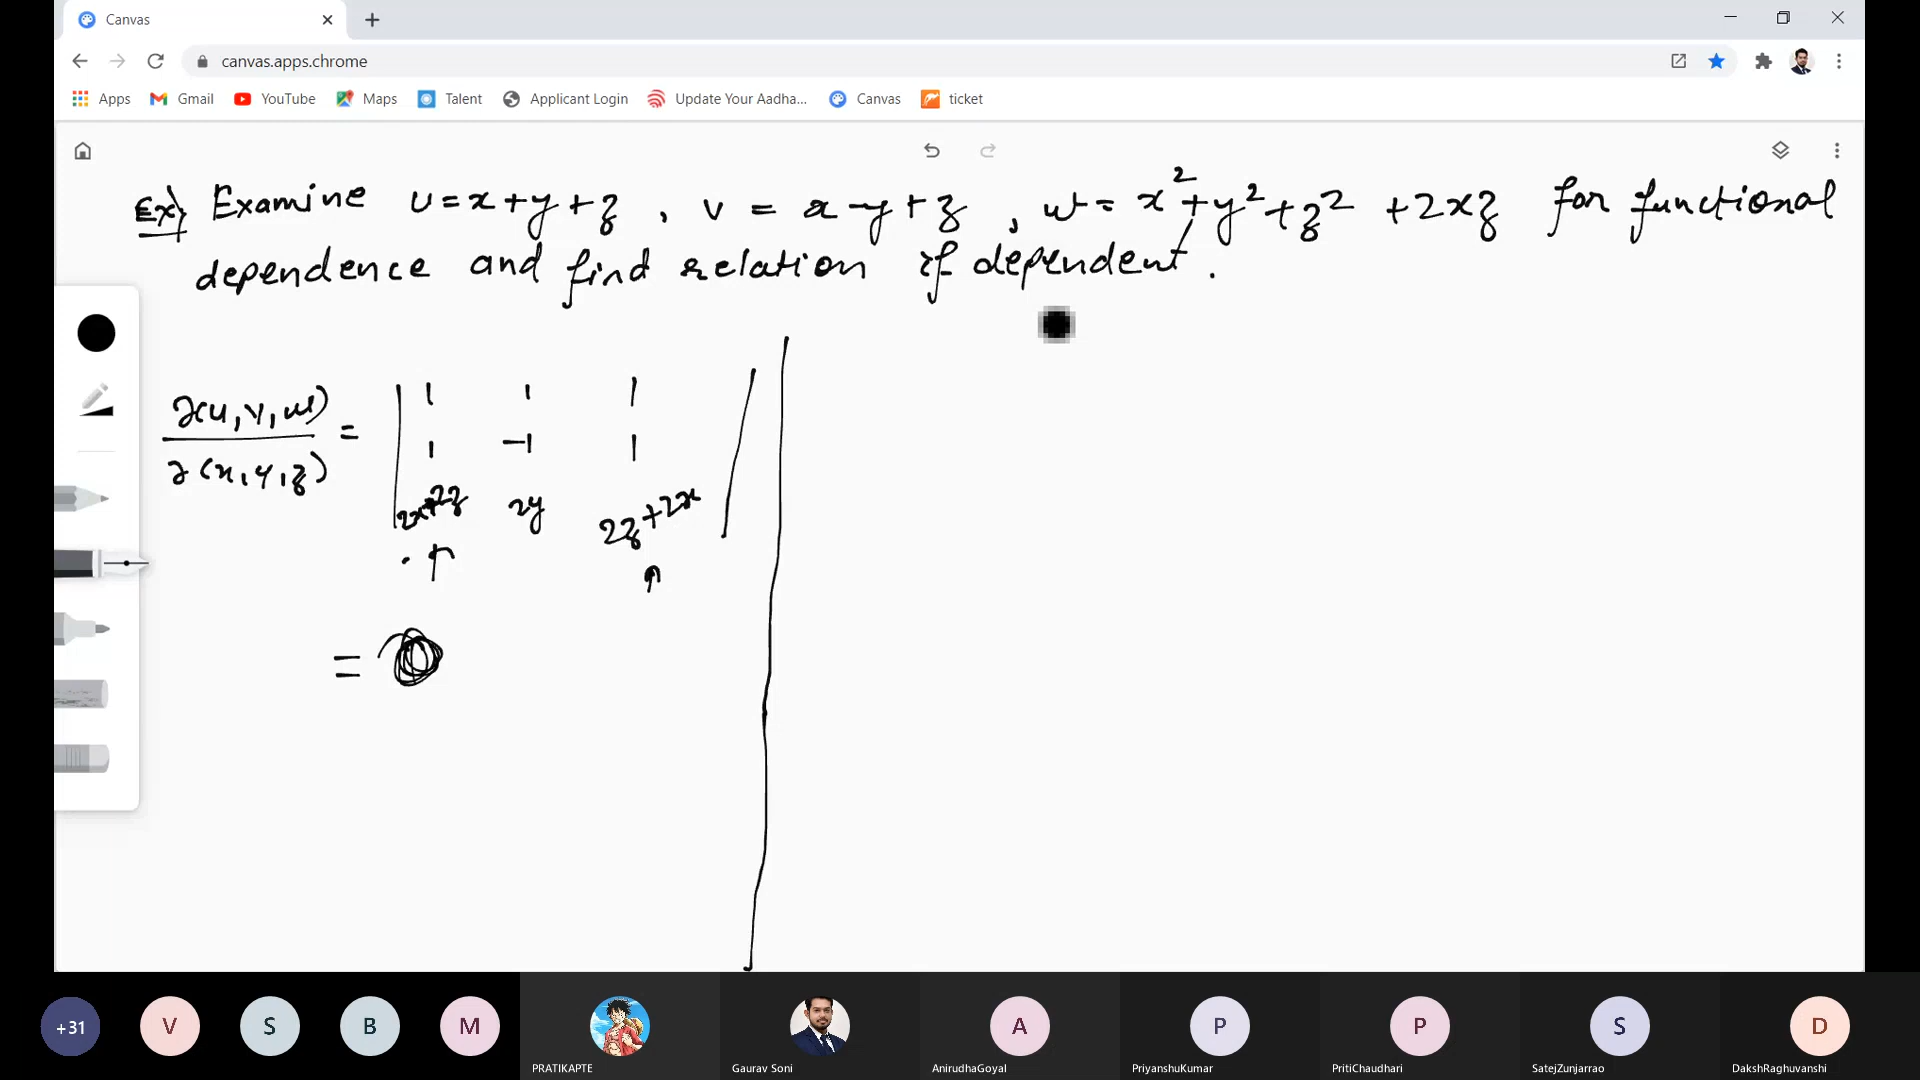 Canvas
canvas.apps.chrome
Apps Gmail YouTube Maps Talent Applicant Login Update Your Aadha... Canvas ticket
Ex) Examine u=x+y+z , v = x-y+z , w = x²+y²+z² +2xz for functional
dependence and find relation if dependent.
∂(u,v,w)/∂(x,y,z) = | 1 1 1 |
1 -1 1
2x+2z 2y 2z+2x
= 0
+31 V S B M A P P S D
PRATIKAPTE Gaurav Soni AnirudhaGoyal PriyanshuKumar PritiChaudhari SatejZunjarrao DakshRaghuvanshi